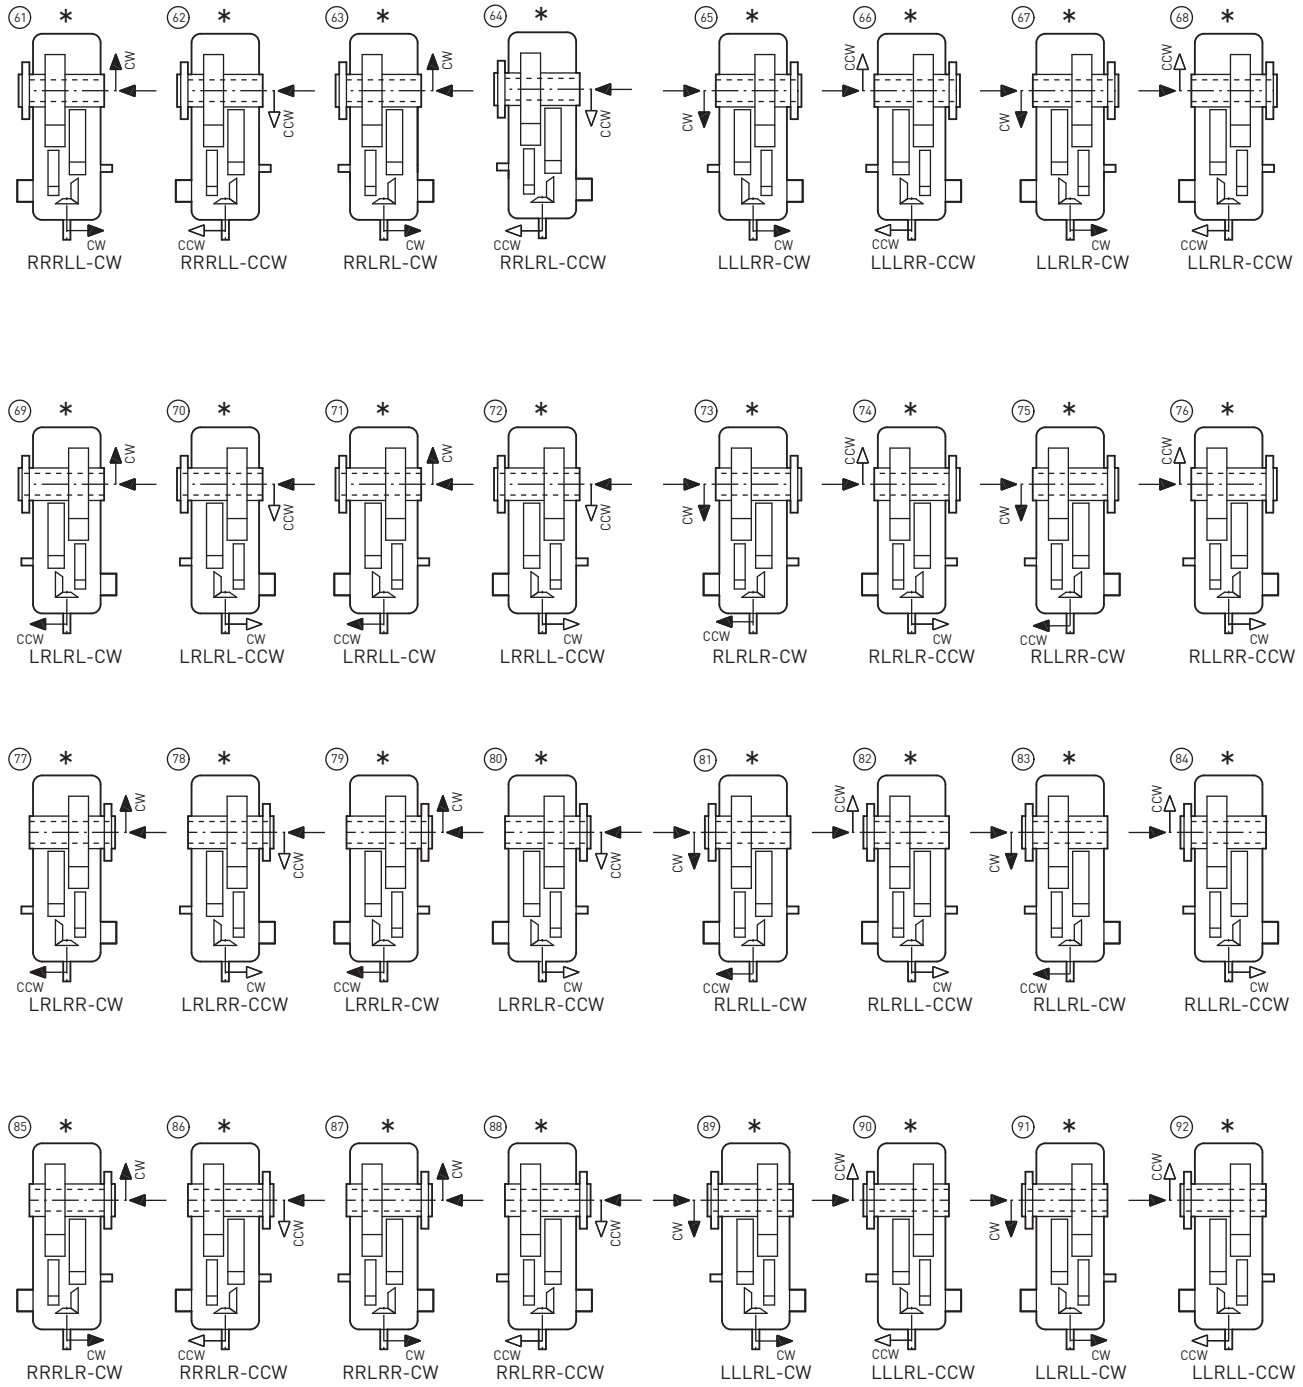 61 * 62 * 63 * 64 * 65 * 66 * 67 * 68 *
CW CCW CW CCW CW CCW CW CCW
CW CCW CW CCW CW CCW CW CCW
RRRLL-CW RRRLL-CCW RRLRL-CW RRLRL-CCW LLLRR-CW LLLRR-CCW LLRLR-CW LLRLR-CCW
69 * 70 * 71 * 72 * 73 * 74 * 75 * 76 *
CW CCW CW CCW CW CCW CW CCW
CCW CW CCW CW CCW CW CCW CW
LRLRL-CW LRLRL-CCW LRRLL-CW LRRLL-CCW RLRLR-CW RLRLR-CCW RLLRR-CW RLLRR-CCW
77 * 78 * 79 * 80 * 81 * 82 * 83 * 84 *
CW CCW CW CCW CW CCW CW CCW
CCW CW CCW CW CCW CW CCW CW
LRLRR-CW LRLRR-CCW LRRLR-CW LRRLR-CCW RLRLL-CW RLRLL-CCW RLLRL-CW RLLRL-CCW
85 * 86 * 87 * 88 * 89 * 90 * 91 * 92 *
CW CCW CW CCW CW CCW CW CCW
CW CCW CW CCW CW CCW CW CCW
RRRLR-CW RRRLR-CCW RRLRR-CW RRLRR-CCW LLLRL-CW LLLRL-CCW LLRLL-CW LLRLL-CCW